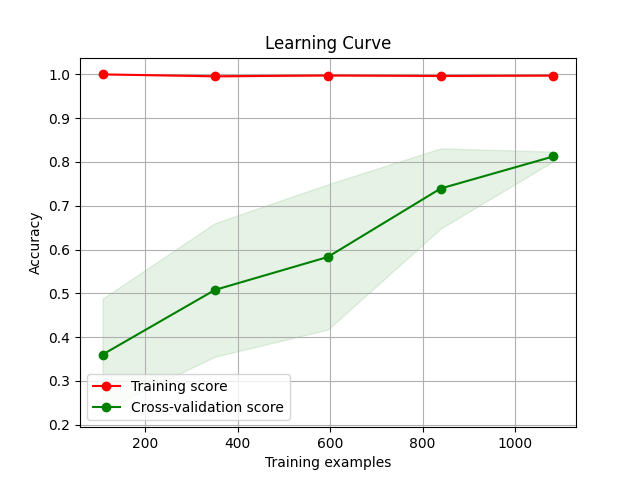 Learning Curve
1.0
0.9
0.8
0.7
0.6
0.5
0.4
0.3
0.2
Accuracy
Training score
Cross-validation score
200 400 600 800 1000
Training examples